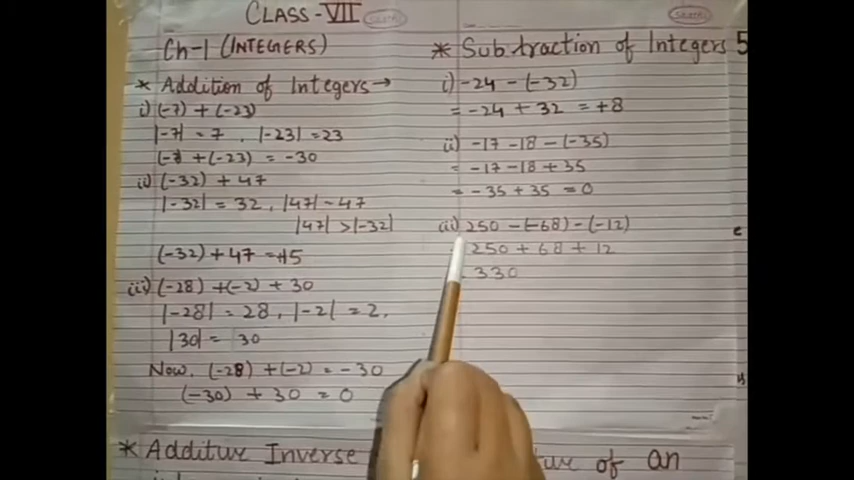 CLASS-VII
Ch-1 (INTEGERS)
* Addition of Integers →
i) (-7) + (-23)
|-7| = 7 , |-23| = 23
(-7) + (-23) = -30
ii) (-32) + 47
|-32| = 32, |47| - 47
|47| > |-32|
(-32) + 47 = +15
iii) (-28) + (-2) + 30
|-28| = 28, |-2| = 2,
|30| = 30
Now, (-28) + (-2) = -30
(-30) + 30 = 0
* Additive Inverse
* Subtraction of Integers 5
i) -24 - (-32)
= -24 + 32 = +8
ii) -17 -18 - (-35)
= -17 -18 + 35
= -35 + 35 = 0
iii) 250 - (-68) - (-12)
250 + 68 + 12
330
of an